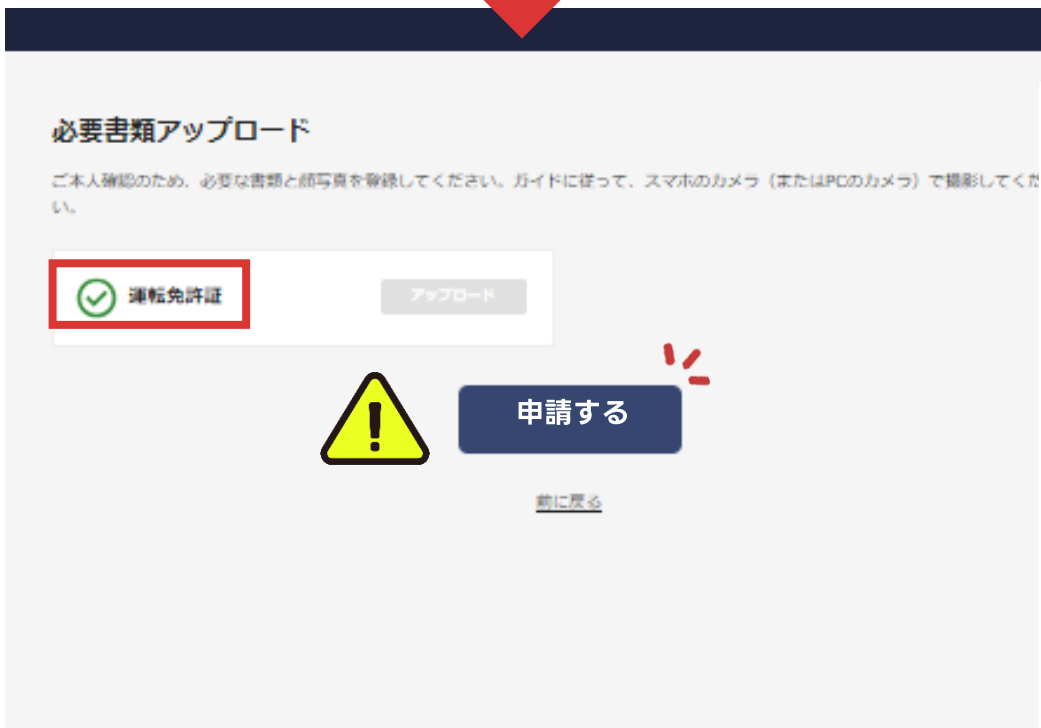 必要書類アップロード
ご本人確認のため、必要な書類と顔写真を登録してください。ガイドに従って、スマホのカメラ（またはPCのカメラ）で撮影してくだ
い。
運転免許証
アップロード
申請する
前に戻る